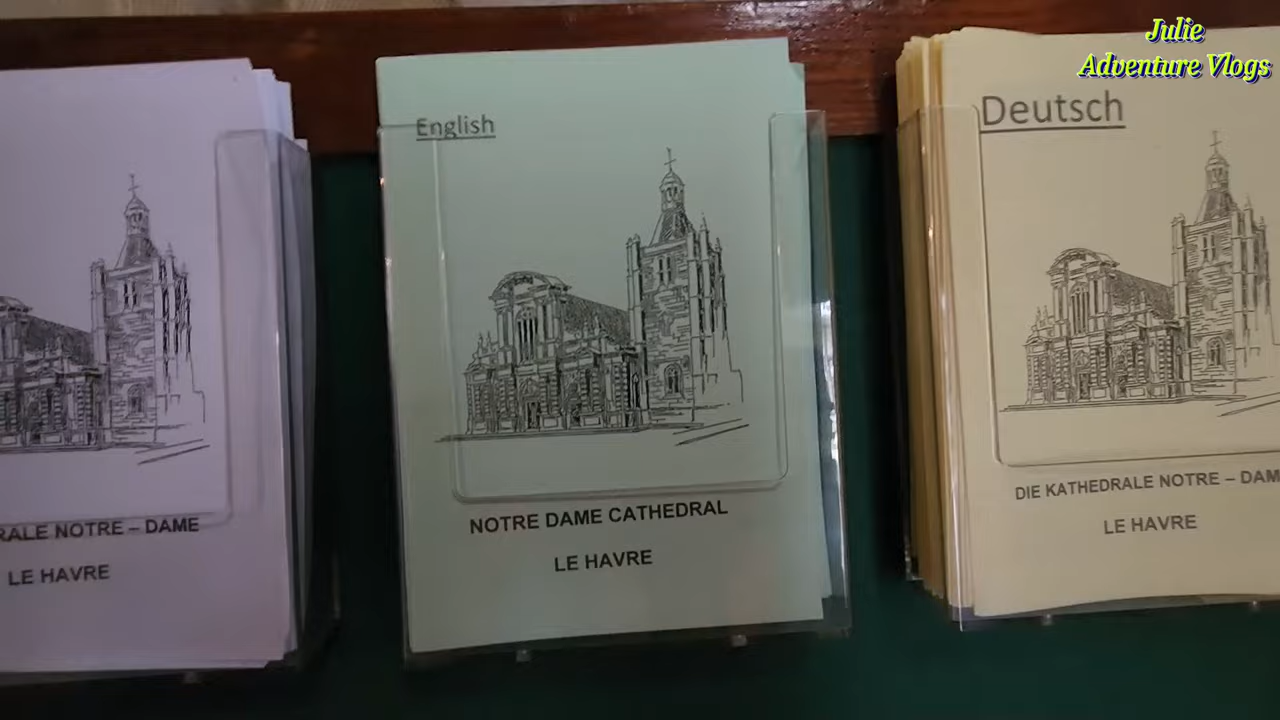 Julie
Adventure Vlogs
RALE NOTRE – DAME
LE HAVRE
English
NOTRE DAME CATHEDRAL
LE HAVRE
Deutsch
DIE KATHEDRALE NOTRE – DAM
LE HAVRE